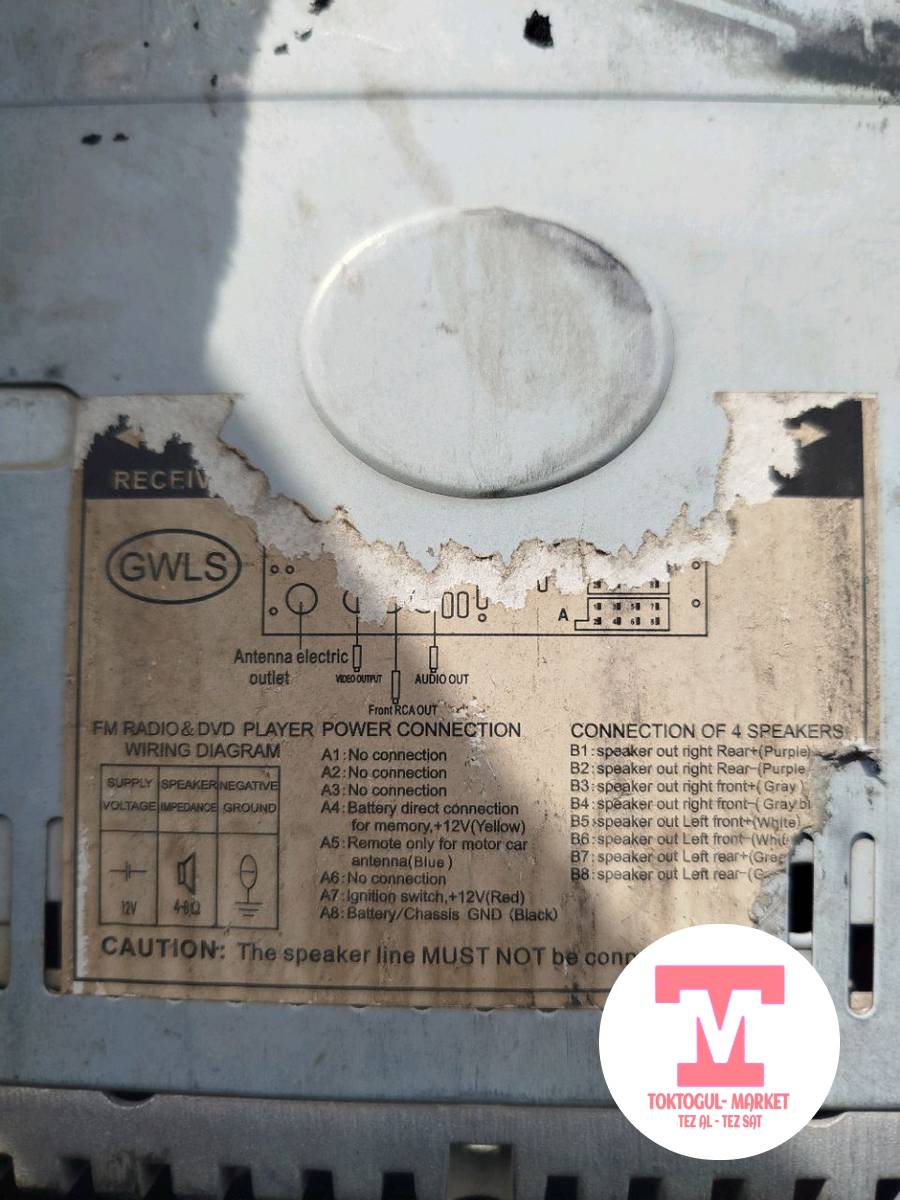 RECEIV
GWLS
A
Antenna electric
outlet
VIDEO OUTPUT
AUDIO OUT
Front RCA OUT
FM RADIO & DVD PLAYER POWER CONNECTION
WIRING DIAGRAM
SUPPLY VOLTAGE
SPEAKER IMPEDANCE
NEGATIVE GROUND
12V
4-8Ω
A1: No connection
A2: No connection
A3: No connection
A4: Battery direct connection
for memory,+12V(Yellow)
A5: Remote only for motor car
antenna(Blue)
A6: No connection
A7: Ignition switch,+12V(Red)
A8: Battery/Chassis GND (Black)
CONNECTION OF 4 SPEAKERS
B1: speaker out right Rear+(Purple)
B2: speaker out right Rear-(Purple
B3: speaker out right front+( Gray )
B4: speaker out right front-( Gray bl
B5: speaker out Left front+(White)
B6: speaker out Left front-(Whit
B7: speaker out Left rear+(Gre
B8: speaker out Left rear-(G
CAUTION: The speaker line MUST NOT be conn
TM
TOKTOGUL- MARKET
TEZ AL - TEZ SAT